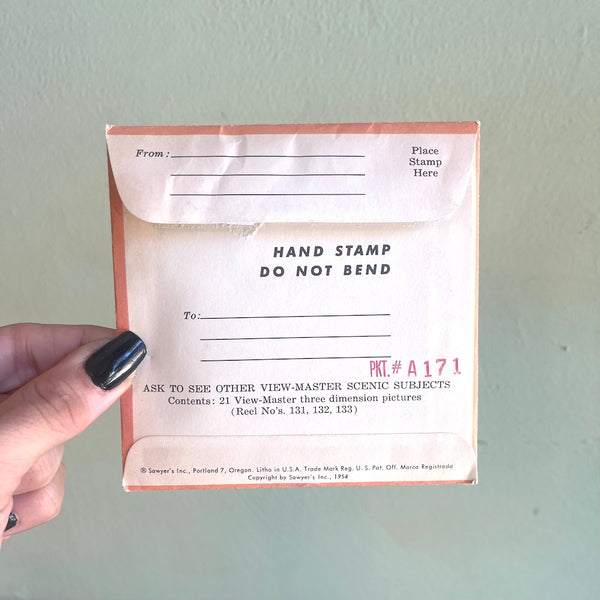 From:
Place
Stamp
Here
HAND STAMP
DO NOT BEND
To:
PKT.# A171
ASK TO SEE OTHER VIEW-MASTER SCENIC SUBJECTS
Contents: 21 View-Master three dimension pictures
(Reel No's. 131, 132, 133)
® Sawyer's Inc., Portland 7, Oregon. Litho in U.S.A. Trade Mark Reg. U. S. Pat. Off. Marca Registrada
Copyright by Sawyer's Inc., 1954